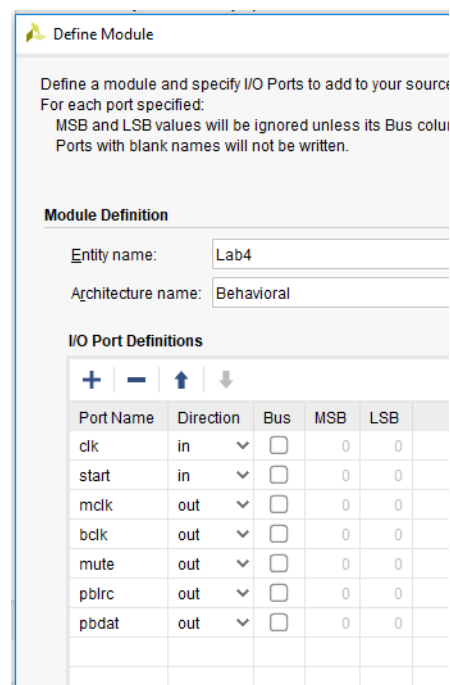 Define Module
Define a module and specify I/O Ports to add to your source
For each port specified:
MSB and LSB values will be ignored unless its Bus colu
Ports with blank names will not be written.
Module Definition
Entity name: Lab4
Architecture name: Behavioral
I/O Port Definitions
Port Name Direction Bus MSB LSB
clk in 0 0
start in 0 0
mclk out 0 0
bclk out 0 0
mute out 0 0
pblrc out 0 0
pbdat out 0 0